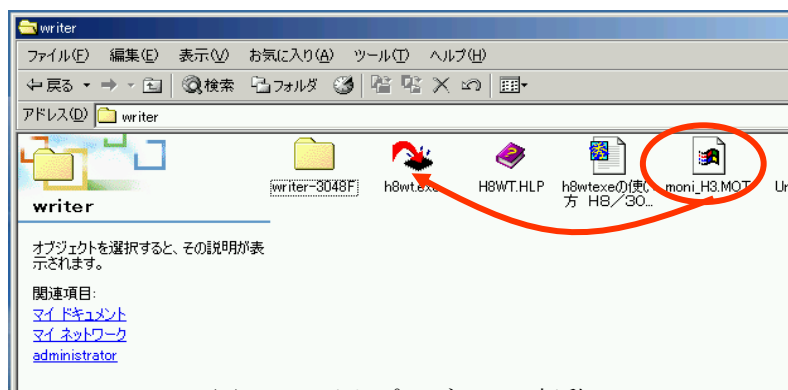 writer
ファイル(F) 編集(E) 表示(V) お気に入り(A) ツール(T) ヘルプ(H)
戻る 検索 フォルダ
アドレス(D) writer
writer-3048F
H8WT.HLP
h8wtexeの使い
方 H8/30...
moni_H3.MOT
writer
オブジェクトを選択すると、その説明が表
示されます。
関連項目:
マイ ドキュメント
マイ ネットワーク
administrator